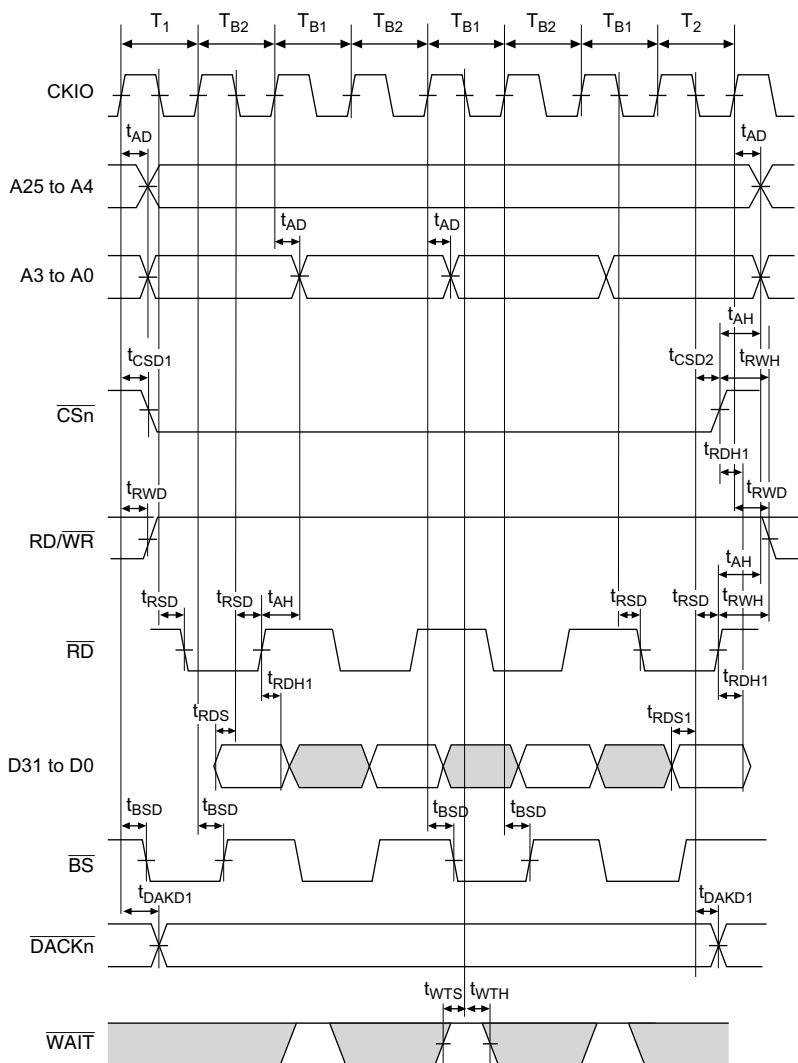 T1 TB2 TB1 TB2 TB1 TB2 TB1 T2
CKIO
tAD tAD
A25 to A4
tAD tAD
A3 to A0
tAH
tCSD1 tCSD2 tRWH
CSn
tRDH1
tRWD tRWD
RD/WR
tAH
tRSD tRSD tAH tRSD tRSD tRWH
RD
tRDH1 tRDH1
tRDS tRDS1
D31 to D0
tBSD tBSD tBSD tBSD
BS
tDAKD1 tDAKD1
DACKn
tWTS tWTH
WAIT